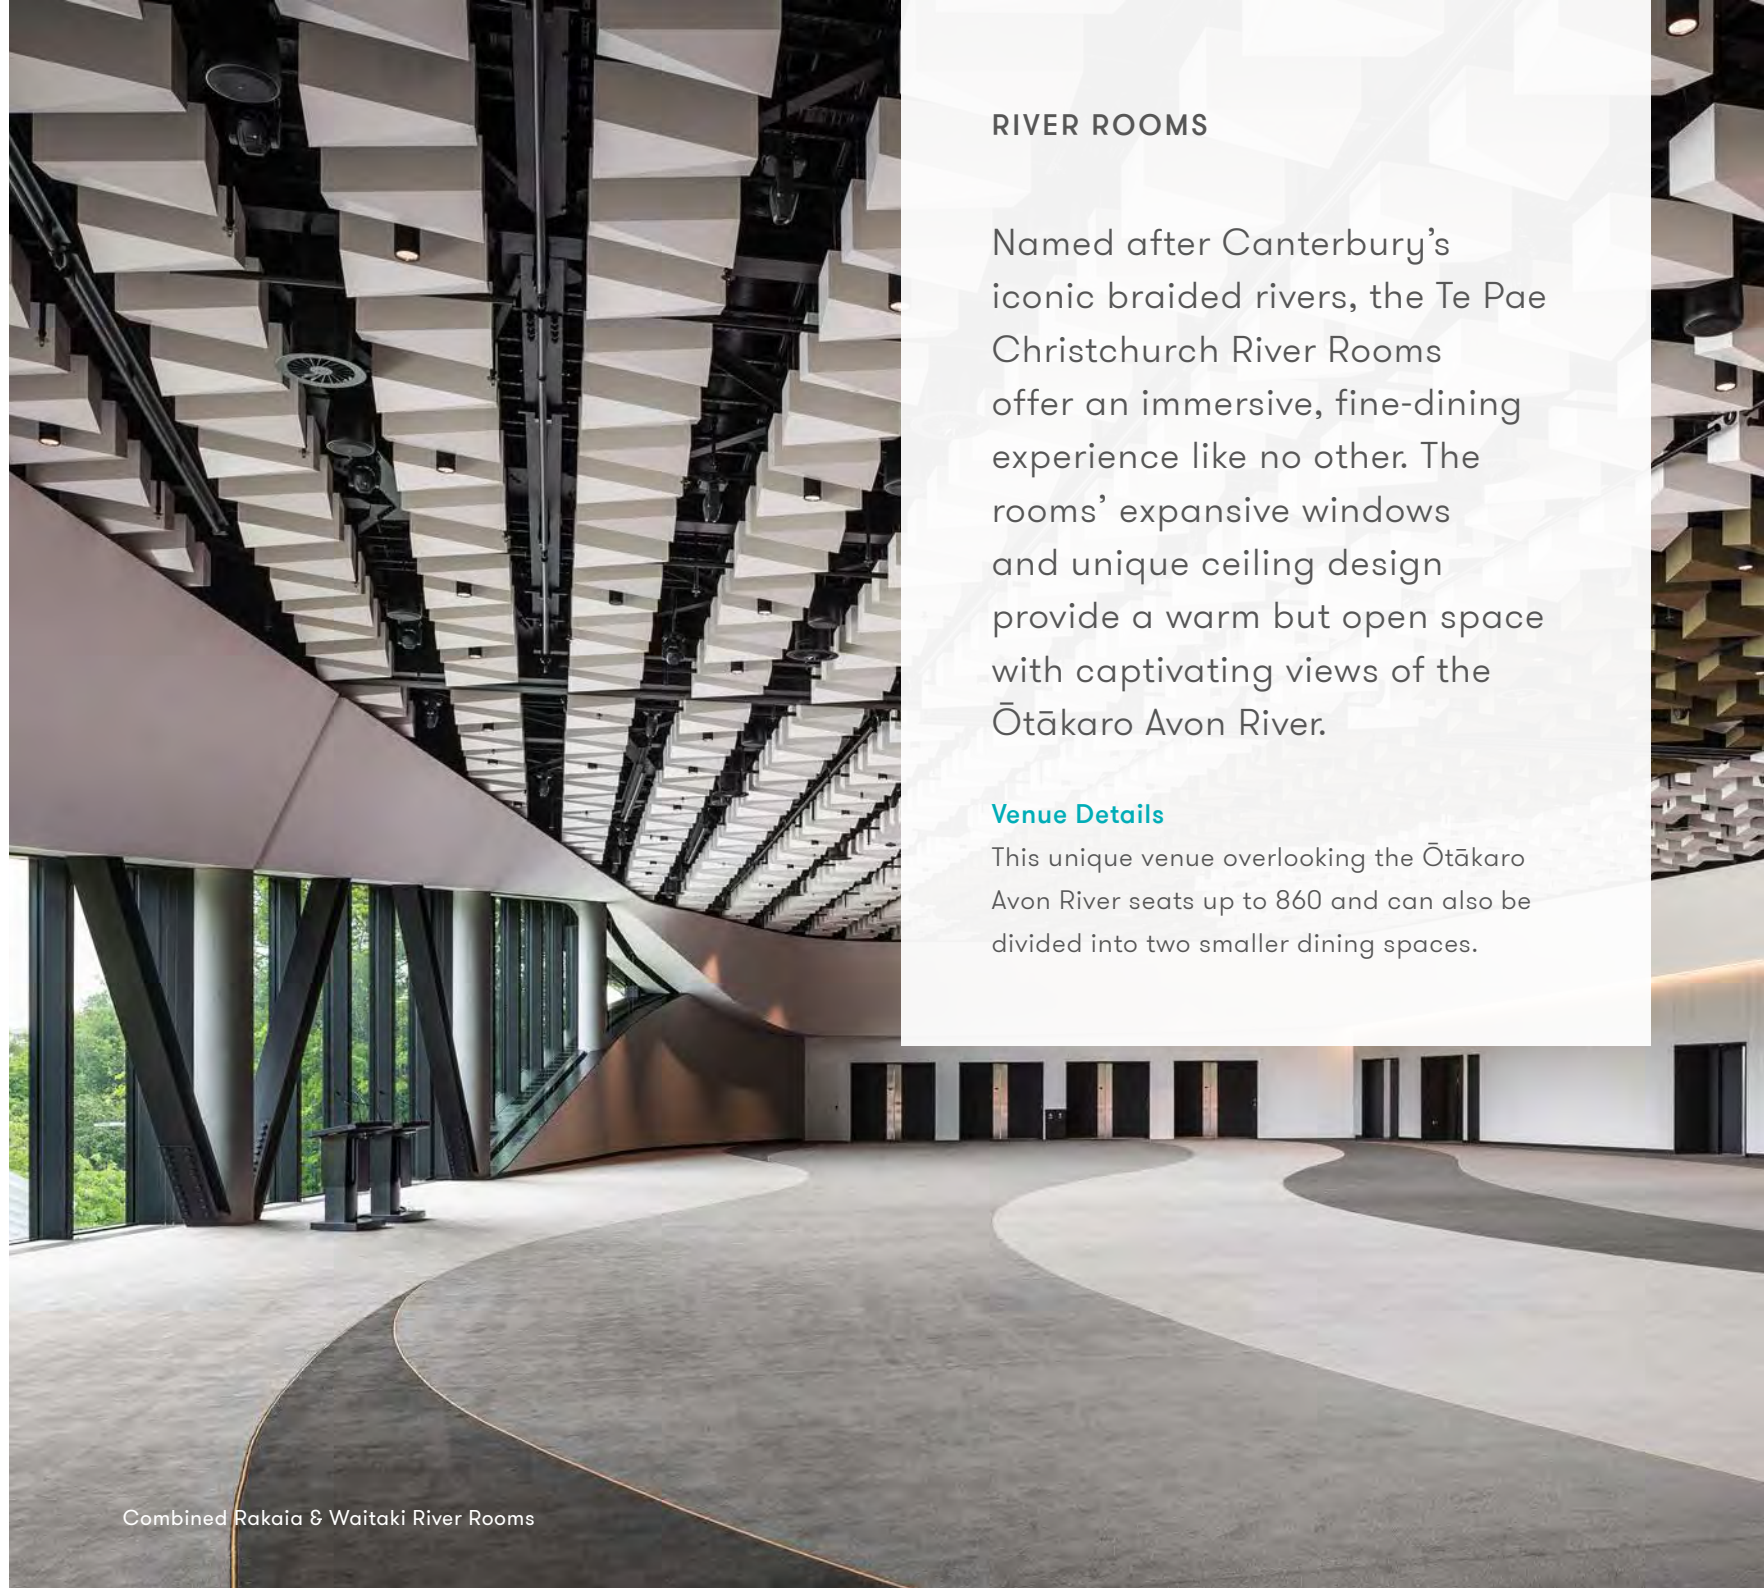 RIVER ROOMS
Named after Canterbury’s
iconic braided rivers, the Te Pae
Christchurch River Rooms
offer an immersive, fine-dining
experience like no other. The
rooms’ expansive windows
and unique ceiling design
provide a warm but open space
with captivating views of the
Ōtākaro Avon River.
Venue Details
This unique venue overlooking the Ōtākaro
Avon River seats up to 860 and can also be
divided into two smaller dining spaces.
Combined Rakaia & Waitaki River Rooms